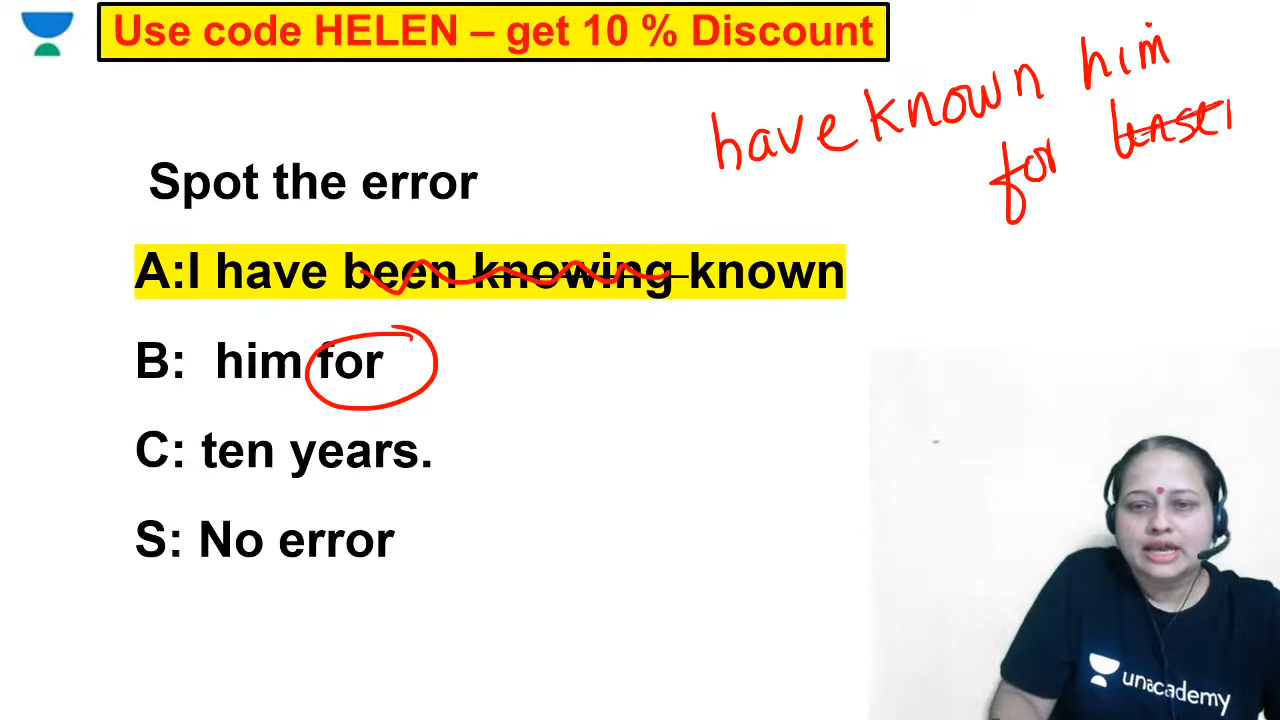 Use code HELEN – get 10 % Discount
have known him
for
Spot the error
A:I have been knowing known
B: him for
C: ten years.
S: No error
unacademy